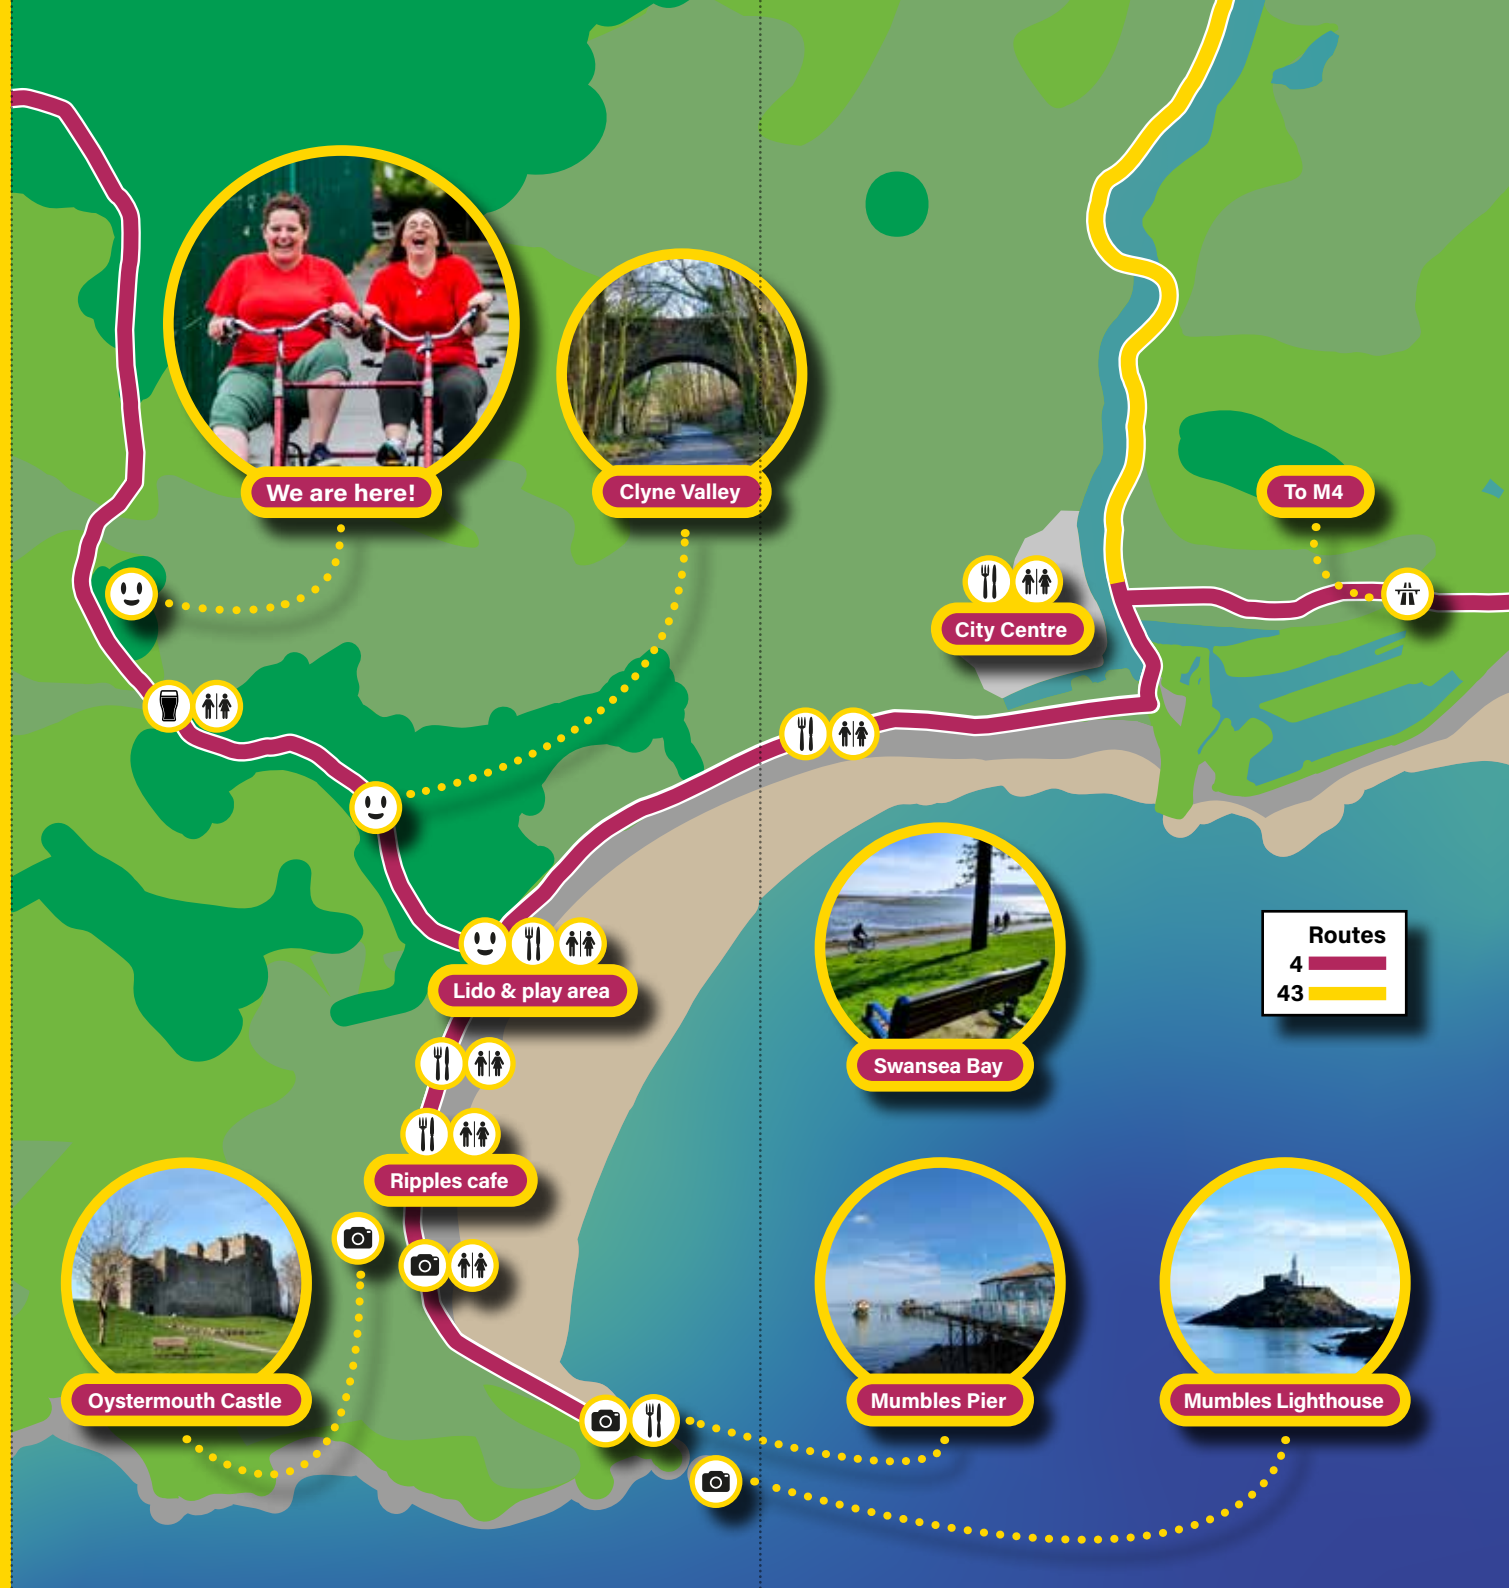 We are here!
Clyne Valley
To M4
City Centre
Lido & play area
Routes
4
43
Swansea Bay
Ripples cafe
Oystermouth Castle
Mumbles Pier
Mumbles Lighthouse